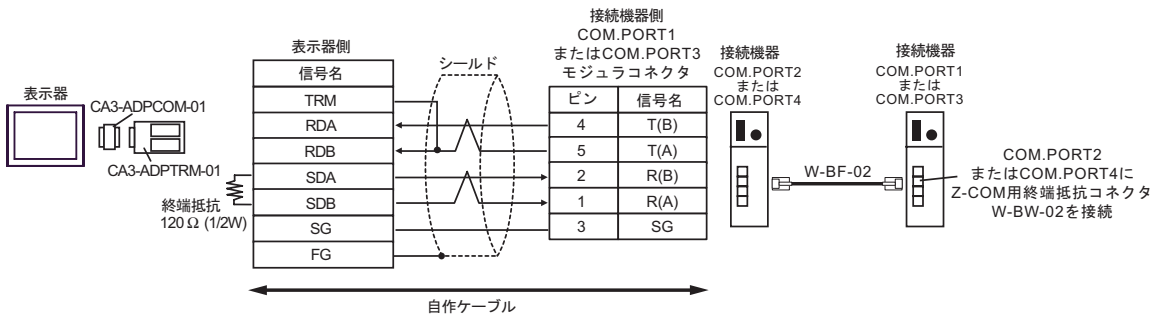 表示器
CA3-ADPCOM-01
CA3-ADPTRM-01
終端抵抗
120 Ω (1/2W)
表示器側
信号名
TRM
RDA
RDB
SDA
SDB
SG
FG
シールド
接続機器側
COM.PORT1
またはCOM.PORT3
モジュラコネクタ
ピン 信号名
4 T(B)
5 T(A)
2 R(B)
1 R(A)
3 SG
自作ケーブル
接続機器
COM.PORT2
または
COM.PORT4
W-BF-02
接続機器
COM.PORT1
または
COM.PORT3
COM.PORT2
またはCOM.PORT4に
Z-COM用終端抵抗コネクタ
W-BW-02を接続